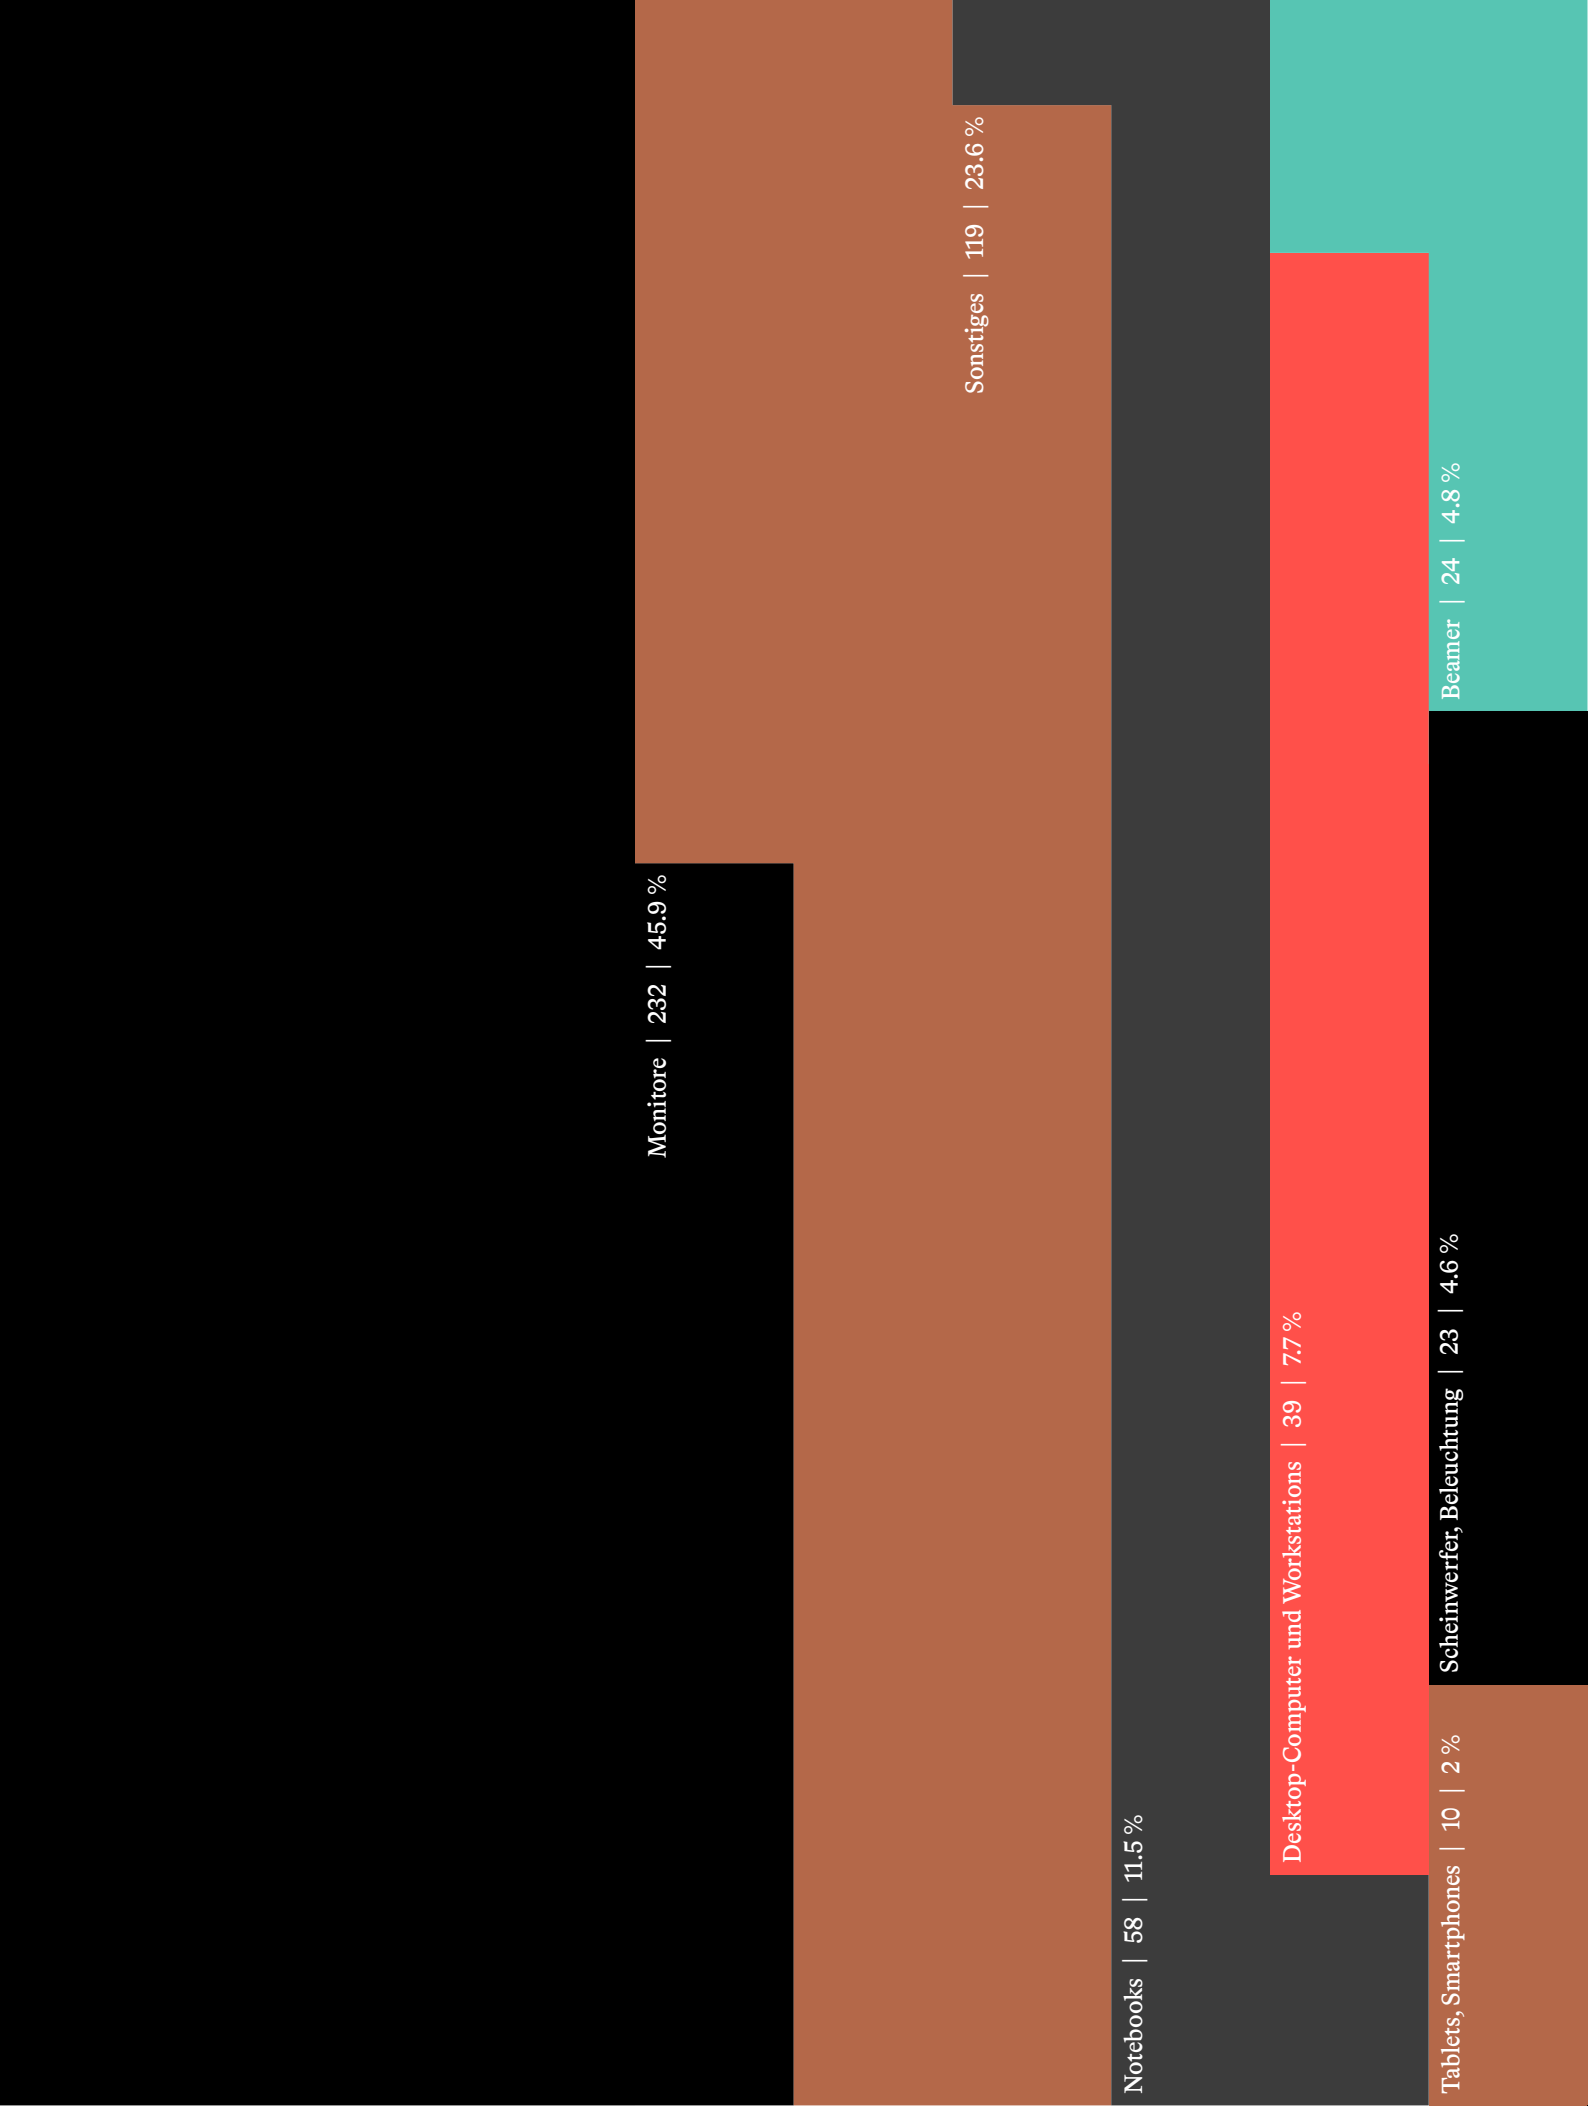 Monitore | 232 | 45.9 %
Sonstiges | 119 | 23.6 %
Notebooks | 58 | 11.5 %
Desktop-Computer und Workstations | 39 | 7.7 %
Beamer | 24 | 4.8 %
Scheinwerfer, Beleuchtung | 23 | 4.6 %
Tablets, Smartphones | 10 | 2 %